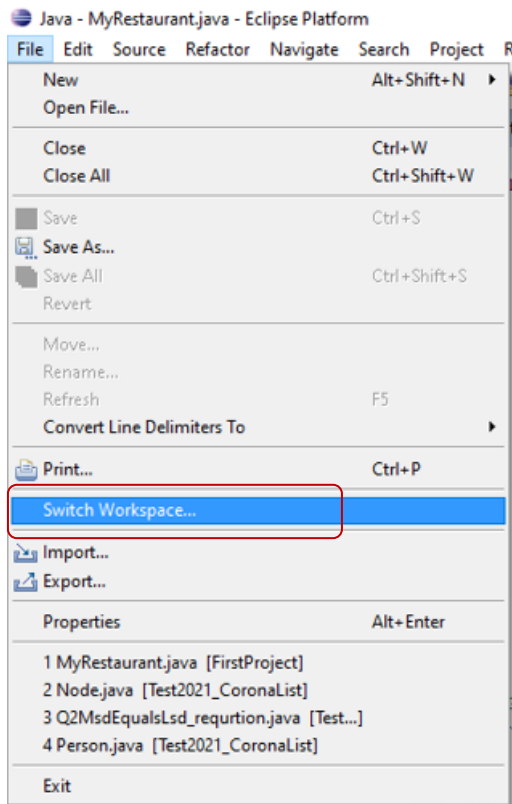 Java - MyRestaurant.java - Eclipse Platform
File Edit Source Refactor Navigate Search Project
New Alt+Shift+N
Open File...
Close Ctrl+W
Close All Ctrl+Shift+W
Save Ctrl+S
Save As...
Save All Ctrl+Shift+S
Revert
Move...
Rename...
Refresh F5
Convert Line Delimiters To
Print... Ctrl+P
Switch Workspace...
Import...
Export...
Properties Alt+Enter
1 MyRestaurant.java [FirstProject]
2 Node.java [Test2021_CoronaList]
3 Q2MsdEqualsLsd_requrtion.java [Test...]
4 Person.java [Test2021_CoronaList]
Exit